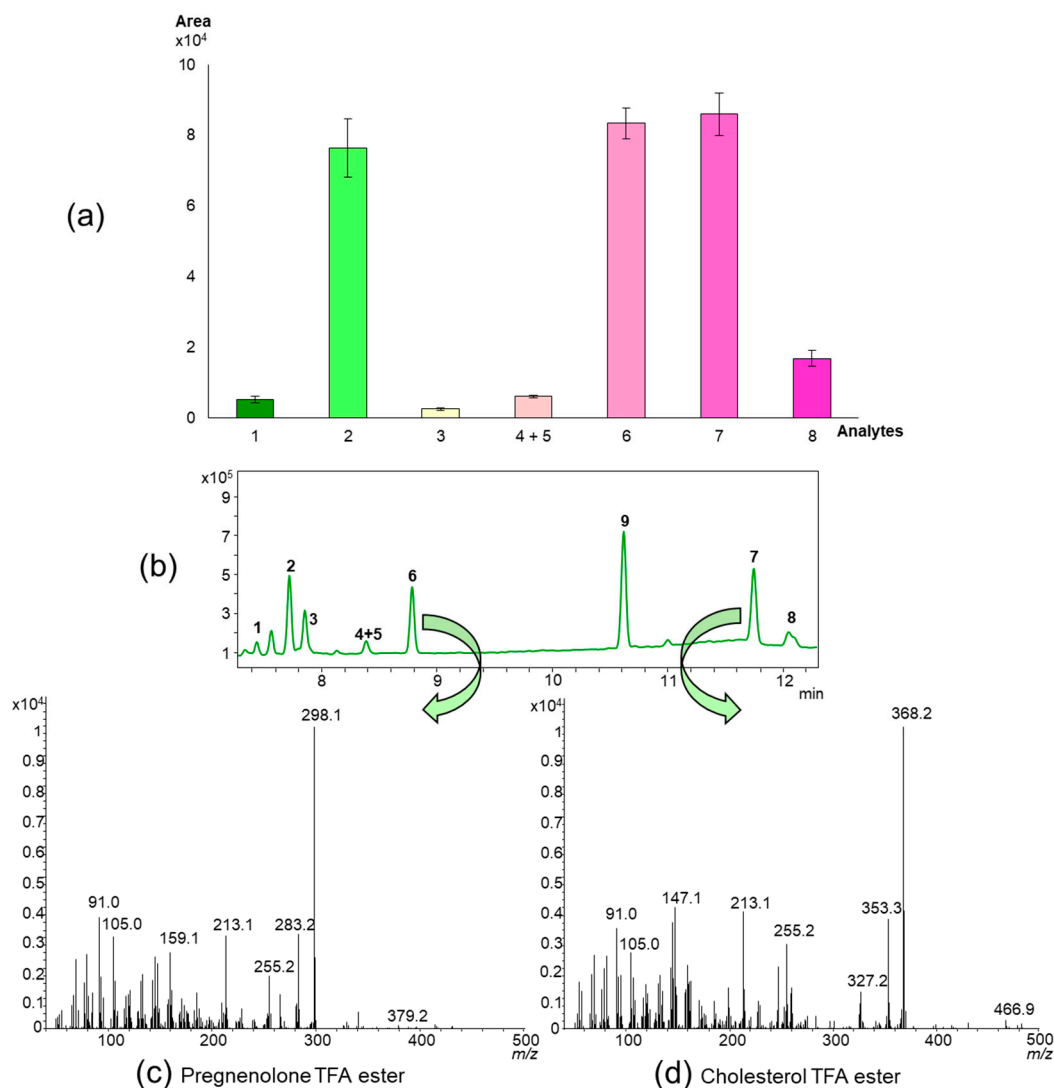 Area
x10⁴
10
8
6
4
2
0
(a)
1 2 3 4 + 5 6 7 8 Analytes
(b)
x10⁵
9
7
5
3
1
1 2 3 4+5 6 9 7 8
8 9 10 11 12
min
x10⁴
1
0.9
0.8
0.7
0.6
0.5
0.4
0.3
0.2
0.1
0
298.1
91.0
105.0
159.1
213.1
283.2
255.2
379.2
100 200 300 400 500
m/z
(c) Pregnenolone TFA ester
x10⁴
1
0.9
0.8
0.7
0.6
0.5
0.4
0.3
0.2
0.1
0
368.2
91.0
105.0
147.1
213.1
255.2
353.3
327.2
466.9
100 200 300 400 500
m/z
(d) Cholesterol TFA ester